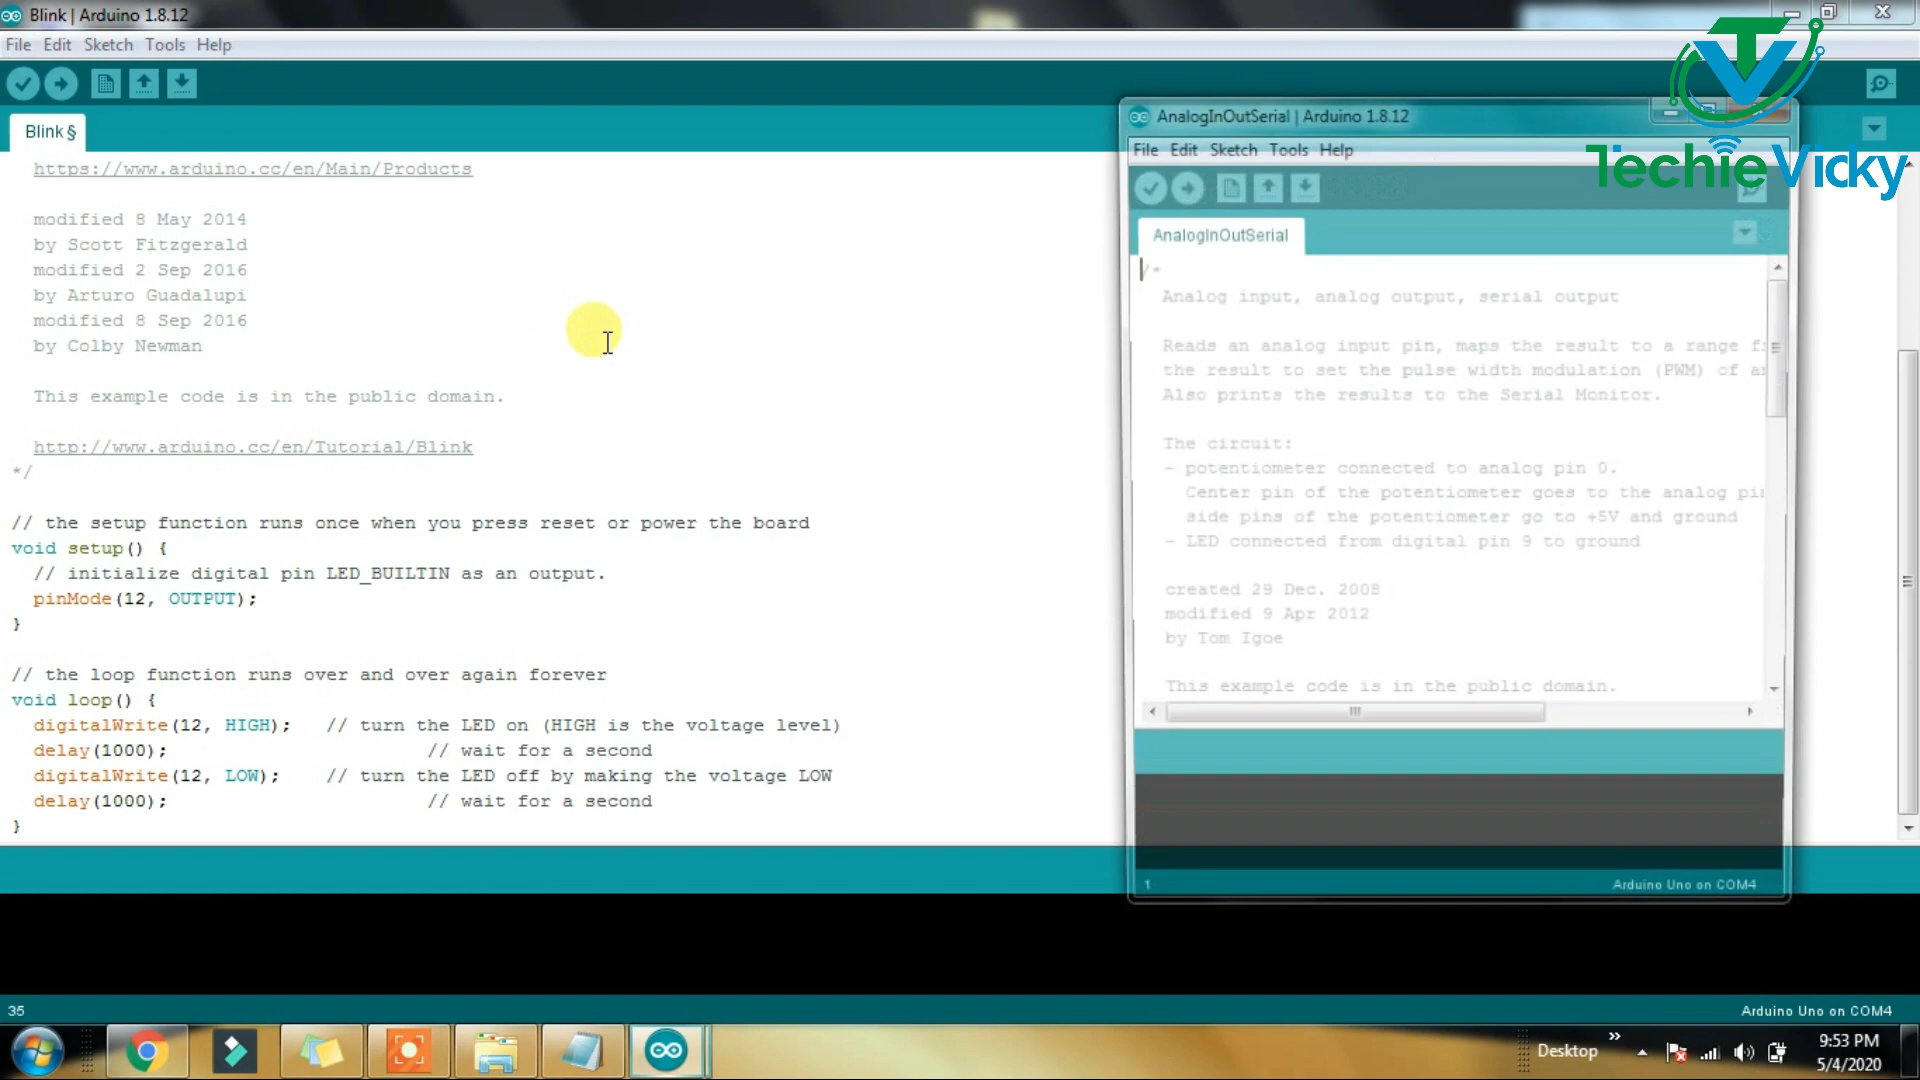 Blink | Arduino 1.8.12
File Edit Sketch Tools Help
Blink §
https://www.arduino.cc/en/Main/Products
modified 8 May 2014
by Scott Fitzgerald
modified 2 Sep 2016
by Arturo Guadalupi
modified 8 Sep 2016
by Colby Newman
This example code is in the public domain.
http://www.arduino.cc/en/Tutorial/Blink
*/
// the setup function runs once when you press reset or power the board
void setup() {
// initialize digital pin LED_BUILTIN as an output.
pinMode(12, OUTPUT);
}
// the loop function runs over and over again forever
void loop() {
digitalWrite(12, HIGH);   // turn the LED on (HIGH is the voltage level)
delay(1000);                       // wait for a second
digitalWrite(12, LOW);    // turn the LED off by making the voltage LOW
delay(1000);                       // wait for a second
}
35
Arduino Uno on COM4
AnalogInOutSerial | Arduino 1.8.12
File Edit Sketch Tools Help
AnalogInOutSerial
/*
Analog input, analog output, serial output
Reads an analog input pin, maps the result to a range
the result to set the pulse width modulation (PWM) of
Also prints the results to the Serial Monitor.
The circuit:
- potentiometer connected to analog pin 0.
Center pin of the potentiometer goes to the analog
side pins of the potentiometer go to +5V and ground
- LED connected from digital pin 9 to ground
created 29 Dec. 2008
modified 9 Apr 2012
by Tom Igoe
This example code is in the public domain.
1
Arduino Uno on COM4
TV
TechieVicky
Desktop
9:53 PM
5/4/2020